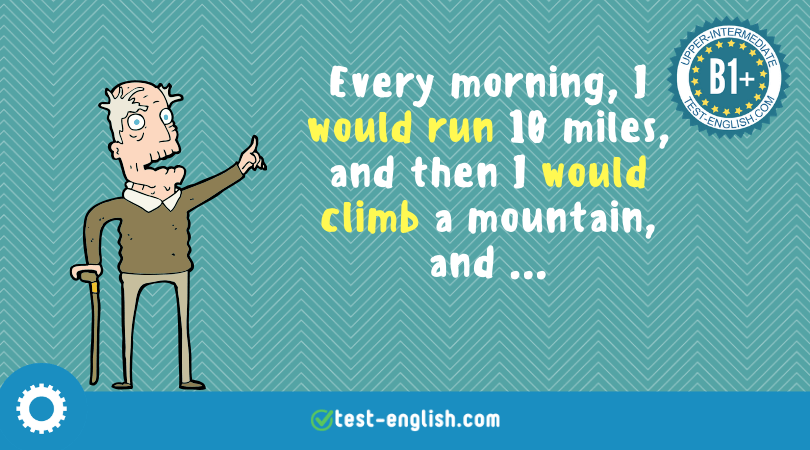 Every morning, I
would run 10 miles,
and then I would
climb a mountain,
and ...
UPPER-INTERMEDIATE
B1+
TEST-ENGLISH.COM
test-english.com